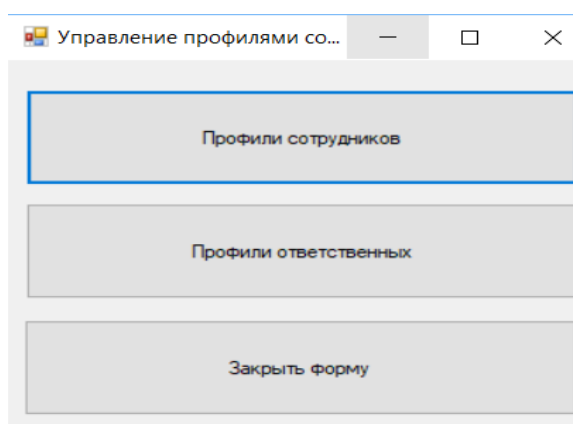 Управление профилями со...
Профили сотрудников
Профили ответственных
Закрыть форму